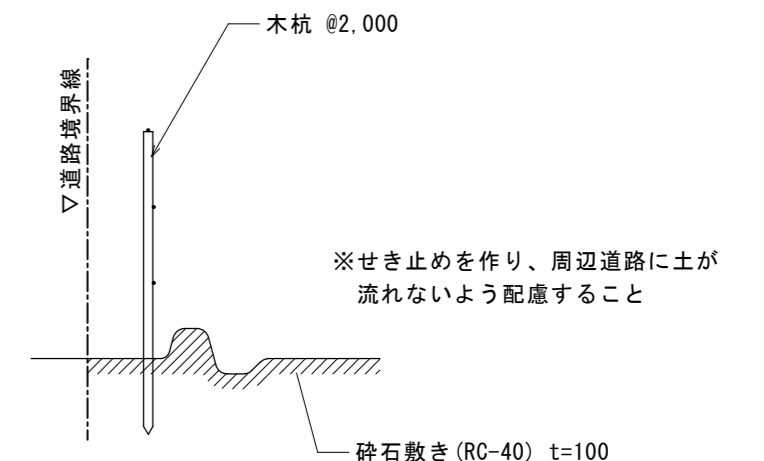 木杭 @2,000
▽道路境界線
※せき止めを作り、周辺道路に土が
流れないよう配慮すること
砕石敷き(RC-40) t=100